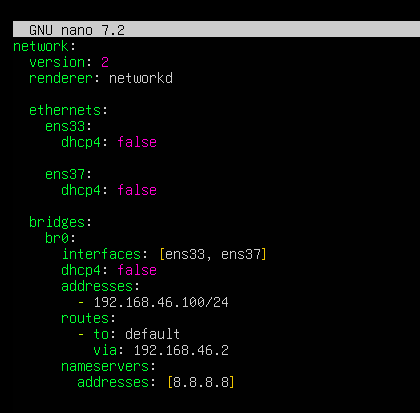 GNU nano 7.2
network:
  version: 2
  renderer: networkd

  ethernets:
    ens33:
      dhcp4: false

    ens37:
      dhcp4: false

  bridges:
    br0:
      interfaces: [ens33, ens37]
      dhcp4: false
      addresses:
        - 192.168.46.100/24
      routes:
        - to: default
          via: 192.168.46.2
      nameservers:
        addresses: [8.8.8.8]